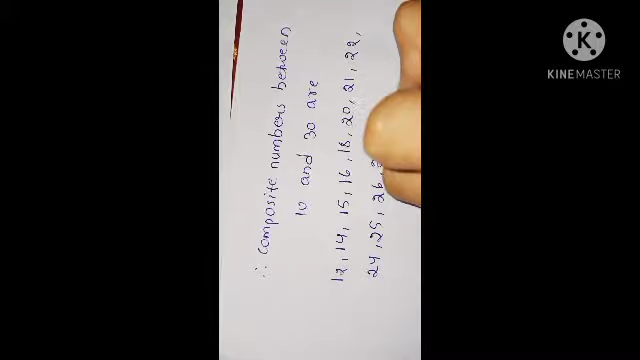 ∴ composite numbers between
10 and 30 are
12, 14, 15, 16, 18, 20, 21, 22,
24, 25, 26, 2
KINEMASTER